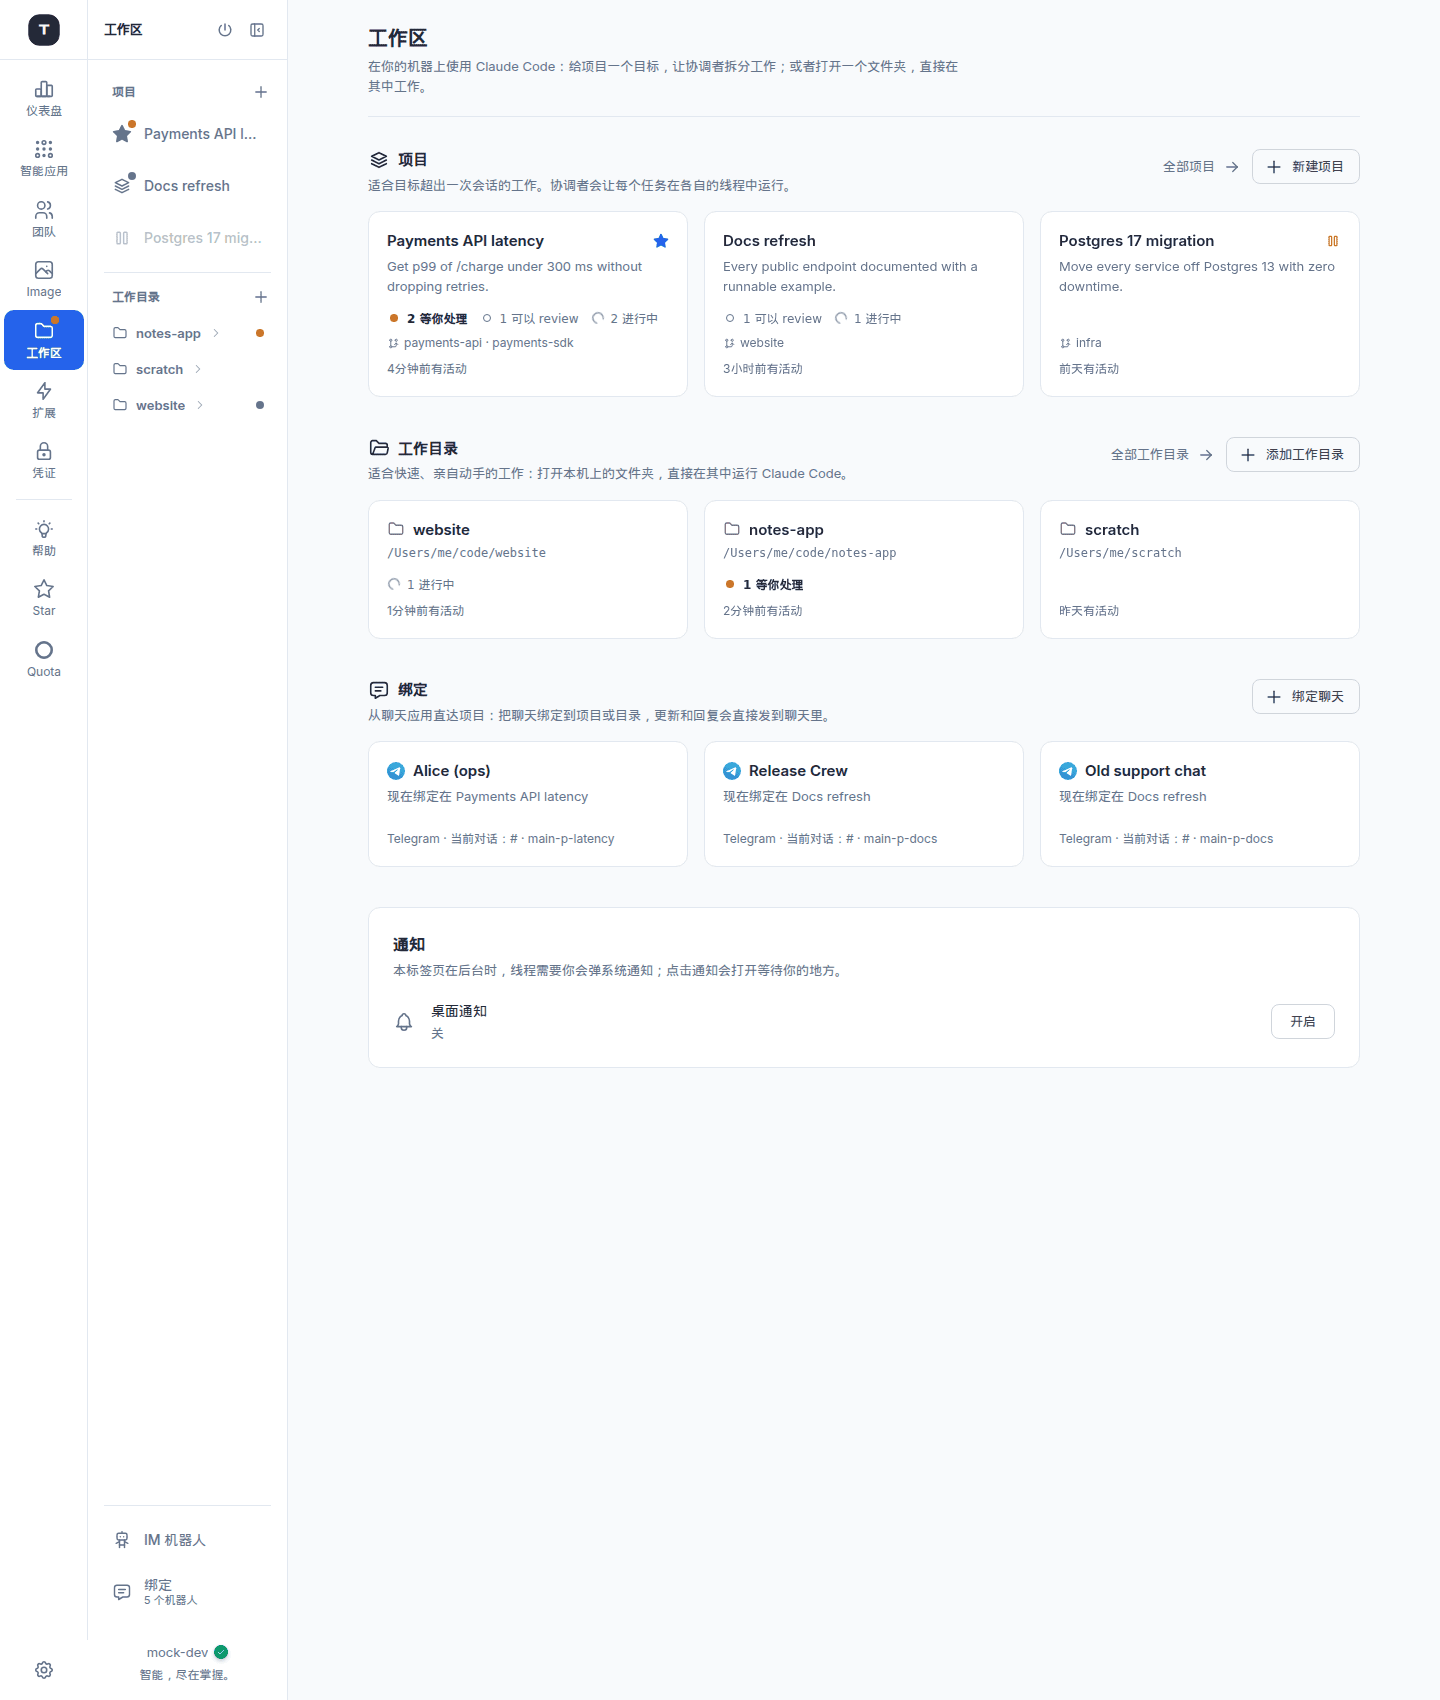 T
仪表盘
智能应用
团队
Image
工作区
扩展
凭证
帮助
Star
Quota
工作区
项目
Payments API l...
Docs refresh
Postgres 17 mig...
工作目录
notes-app
scratch
website
IM 机器人
绑定
5 个机器人
mock-dev
智能，尽在掌握。
工作区
在你的机器上使用 Claude Code：给项目一个目标，让协调者拆分工作；或者打开一个文件夹，直接在
其中工作。
项目
适合目标超出一次会话的工作。协调者会让每个任务在各自的线程中运行。
全部项目
新建项目
Payments API latency
Get p99 of /charge under 300 ms without
dropping retries.
2 等你处理 1 可以 review 2 进行中
payments-api · payments-sdk
4分钟前有活动
Docs refresh
Every public endpoint documented with a
runnable example.
1 可以 review 1 进行中
website
3小时前有活动
Postgres 17 migration
Move every service off Postgres 13 with zero
downtime.
infra
前天有活动
工作目录
适合快速、亲自动手的工作：打开本机上的文件夹，直接在其中运行 Claude Code。
全部工作目录
添加工作目录
website
/Users/me/code/website
1 进行中
1分钟前有活动
notes-app
/Users/me/code/notes-app
1 等你处理
2分钟前有活动
scratch
/Users/me/scratch
昨天有活动
绑定
从聊天应用直达项目：把聊天绑定到项目或目录，更新和回复会直接发到聊天里。
绑定聊天
Alice (ops)
现在绑定在 Payments API latency
Telegram · 当前对话：# · main-p-latency
Release Crew
现在绑定在 Docs refresh
Telegram · 当前对话：# · main-p-docs
Old support chat
现在绑定在 Docs refresh
Telegram · 当前对话：# · main-p-docs
通知
本标签页在后台时，线程需要你会弹系统通知；点击通知会打开等待你的地方。
桌面通知
关
开启